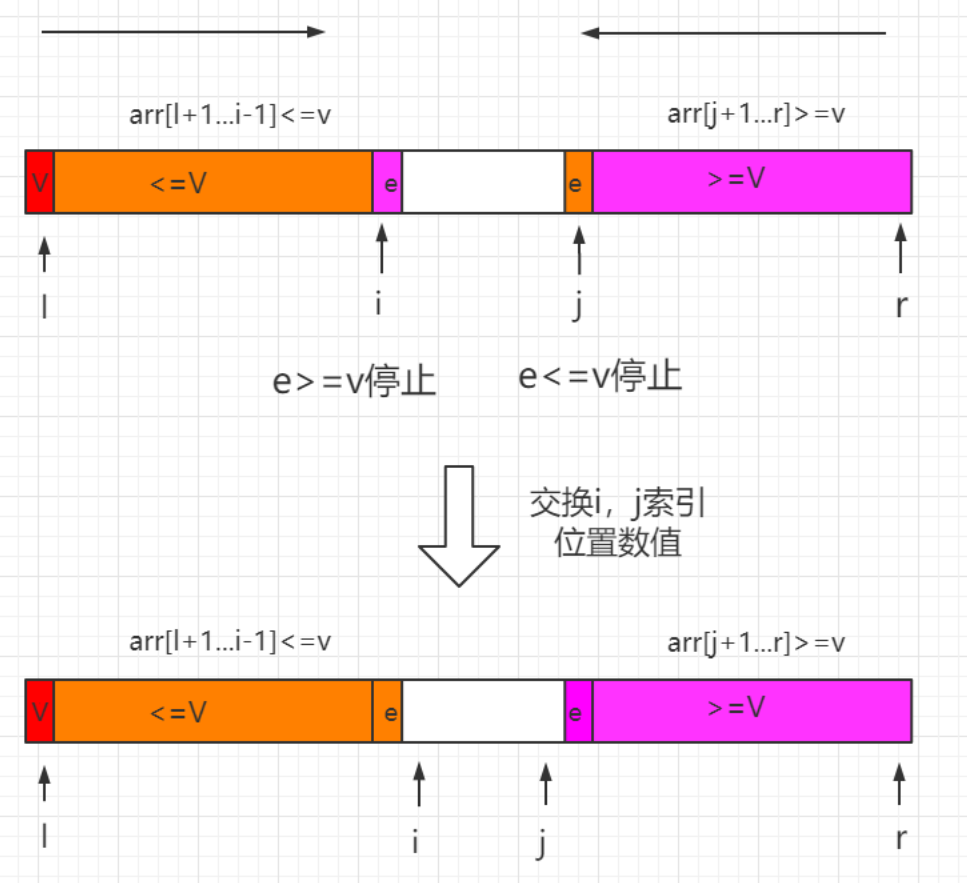 arr[l+1...i-1]<=v
arr[j+1...r]>=v
V
<=V
e
e
>=V
l
i
j
r
e>=v停止
e<=v停止
交换i，j索引
位置数值
arr[l+1...i-1]<=v
arr[j+1...r]>=v
V
<=V
e
e
>=V
l
i
j
r